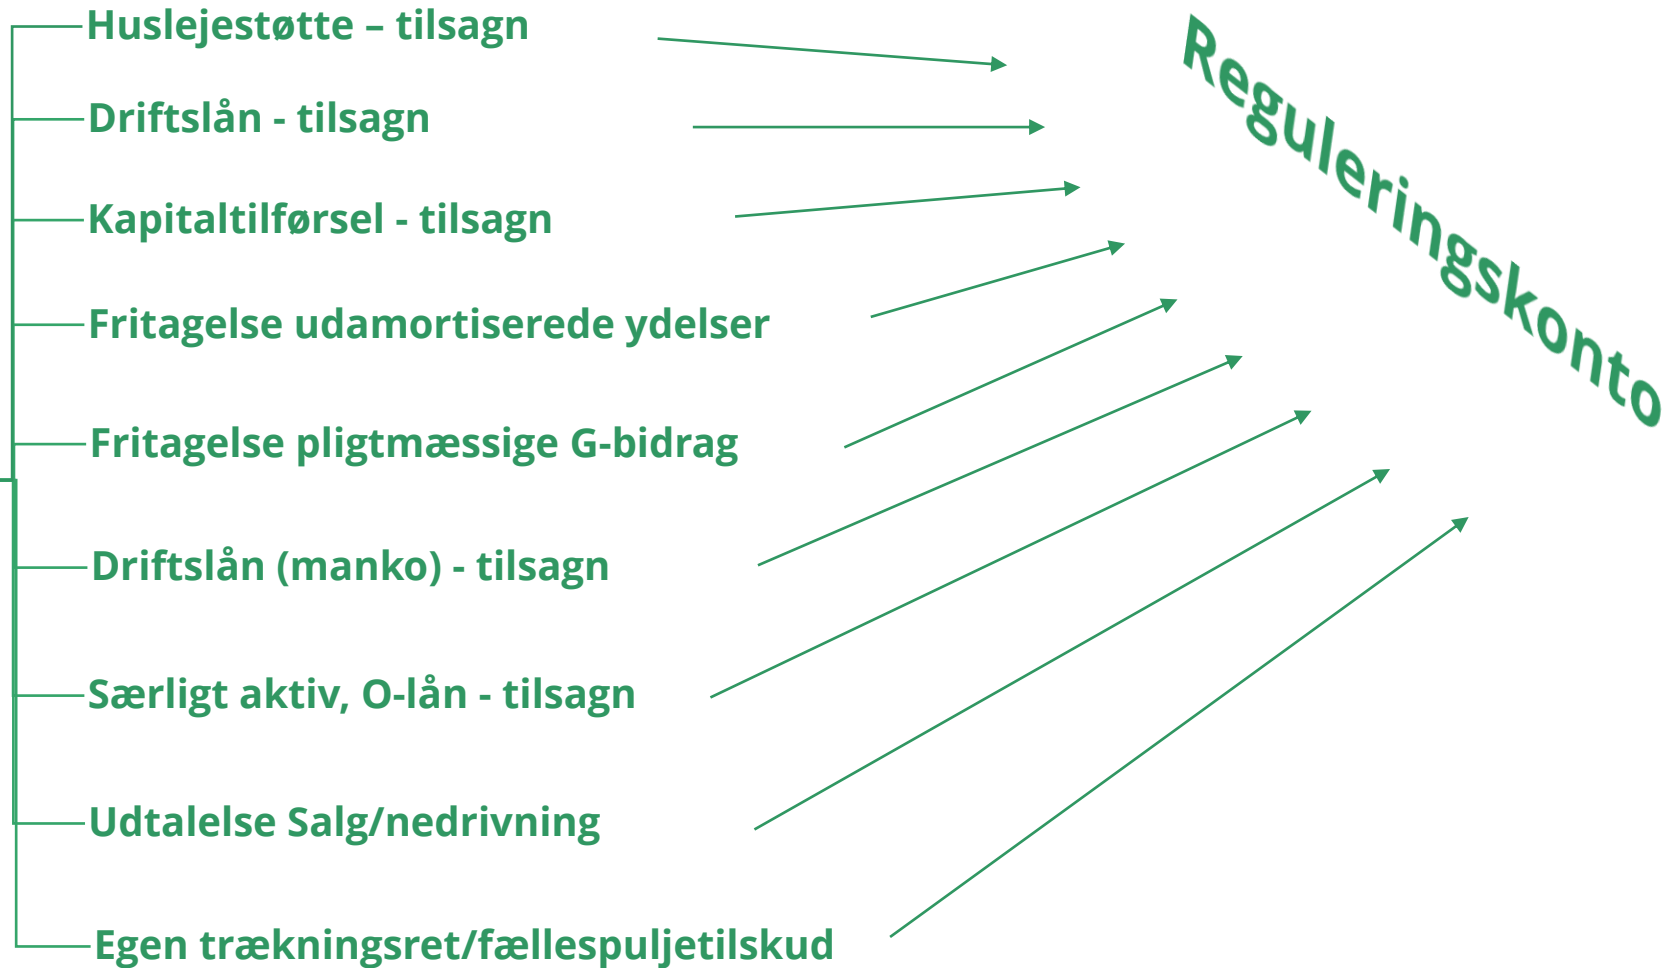 Huslejestøtte – tilsagn
Driftslån - tilsagn
Kapitaltilførsel - tilsagn
Fritagelse udamortiserede ydelser
Fritagelse pligtmæssige G-bidrag
Driftslån (manko) - tilsagn
Særligt aktiv, O-lån - tilsagn
Udtalelse Salg/nedrivning
Egen trækningsret/fællespuljetilskud
Reguleringskonto